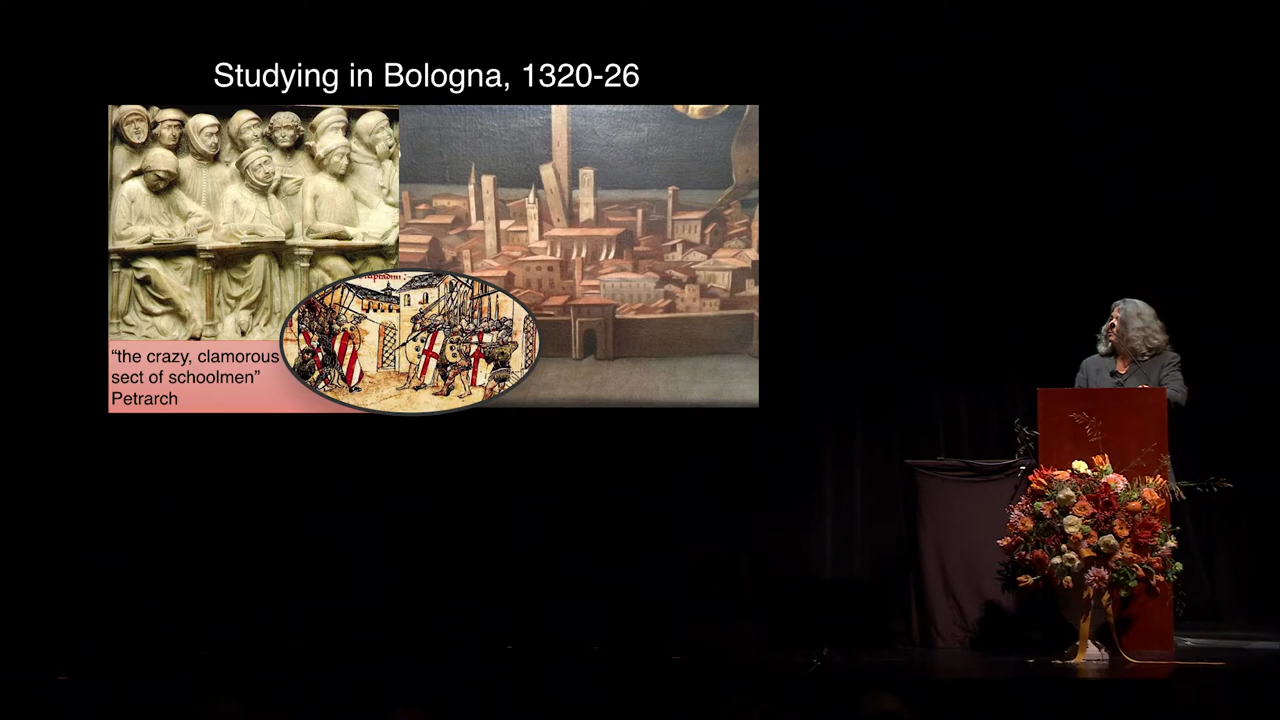 Studying in Bologna, 1320-26
“the crazy, clamorous
sect of schoolmen”
Petrarch